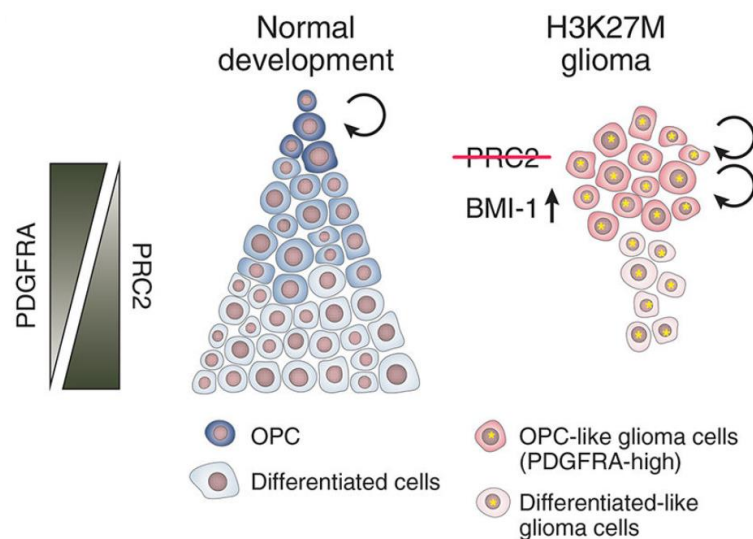 Normal
development
H3K27M
glioma
PDGFRA
PRC2
PRC2
BMI-1
OPC
Differentiated cells
OPC-like glioma cells
(PDGFRA-high)
Differentiated-like
glioma cells